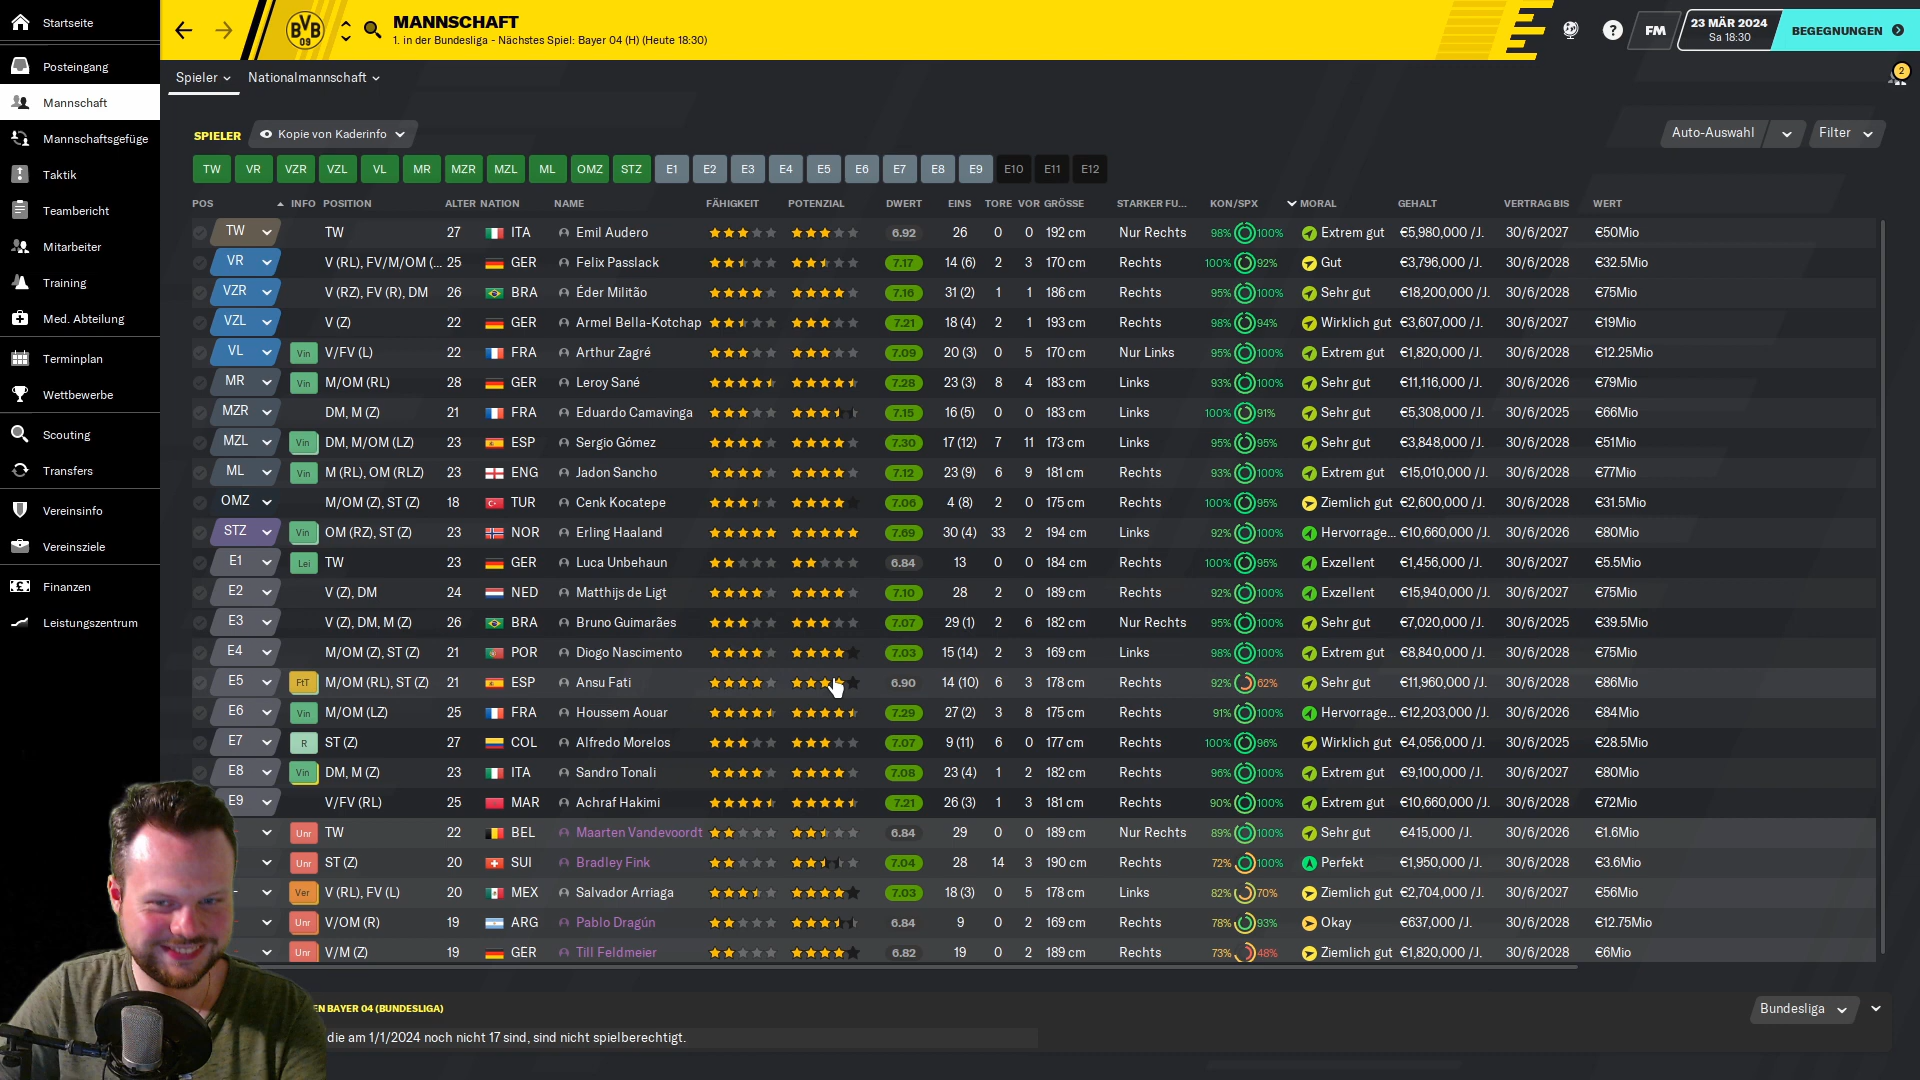 Startseite
Posteingang
Mannschaft
Mannschaftsgefüge
Taktik
Teambericht
Mitarbeiter
Training
Med. Abteilung
Terminplan
Wettbewerbe
Scouting
Transfers
Vereinsinfo
Vereinsziele
Finanzen
Leistungszentrum
BVB 09
MANNSCHAFT
1. in der Bundesliga - Nächstes Spiel: Bayer 04 (H) (Heute 18:30)
? FM 23 MÄR 2024 Sa 18:30 BEGEGNUNGEN
Spieler Nationalmannschaft 2
SPIELER Kopie von Kaderinfo Auto-Auswahl Filter
TW VR VZR VZL VL MR MZR MZL ML OMZ STZ E1 E2 E3 E4 E5 E6 E7 E8 E9 E10 E11 E12
POS INFO POSITION ALTER NATION NAME FÄHIGKEIT POTENZIAL DWERT EINS TORE VOR GRÖSSE STARKER FU... KON/SPX MORAL GEHALT VERTRAG BIS WERT
TW TW 27 ITA Emil Audero 6.92 26 0 0 192 cm Nur Rechts 98% 100% Extrem gut €5,980,000 /J. 30/6/2027 €50Mio
VR V (RL), FV/M/OM (... 25 GER Felix Passlack 7.17 14 (6) 2 3 170 cm Rechts 100% 92% Gut €3,796,000 /J. 30/6/2028 €32.5Mio
VZR V (RZ), FV (R), DM 26 BRA Éder Militão 7.16 31 (2) 1 1 186 cm Rechts 95% 100% Sehr gut €18,200,000 /J. 30/6/2028 €75Mio
VZL V (Z) 22 GER Armel Bella-Kotchap 7.21 18 (4) 2 1 193 cm Rechts 98% 94% Wirklich gut €3,607,000 /J. 30/6/2027 €19Mio
VL Vin V/FV (L) 22 FRA Arthur Zagré 7.09 20 (3) 0 5 170 cm Nur Links 95% 100% Extrem gut €1,820,000 /J. 30/6/2028 €12.25Mio
MR Vin M/OM (RL) 28 GER Leroy Sané 7.28 23 (3) 8 4 183 cm Links 93% 100% Sehr gut €11,116,000 /J. 30/6/2026 €79Mio
MZR DM, M (Z) 21 FRA Eduardo Camavinga 7.15 16 (5) 0 0 183 cm Links 100% 91% Sehr gut €5,308,000 /J. 30/6/2025 €66Mio
MZL Vin DM, M/OM (LZ) 23 ESP Sergio Gómez 7.30 17 (12) 7 11 173 cm Links 95% 95% Sehr gut €3,848,000 /J. 30/6/2028 €51Mio
ML Vin M (RL), OM (RLZ) 23 ENG Jadon Sancho 7.12 23 (9) 6 9 181 cm Rechts 93% 100% Extrem gut €15,010,000 /J. 30/6/2028 €77Mio
OMZ M/OM (Z), ST (Z) 18 TUR Cenk Kocatepe 7.06 4 (8) 2 0 175 cm Rechts 100% 95% Ziemlich gut €2,600,000 /J. 30/6/2028 €31.5Mio
STZ Vin OM (RZ), ST (Z) 23 NOR Erling Haaland 7.69 30 (4) 33 2 194 cm Links 92% 100% Hervorrage... €10,660,000 /J. 30/6/2026 €80Mio
E1 Lei TW 23 GER Luca Unbehaun 6.84 13 0 0 184 cm Rechts 100% 95% Exzellent €1,456,000 /J. 30/6/2026 €5.5Mio
E2 V (Z), DM 24 NED Matthijs de Ligt 7.10 28 2 0 189 cm Rechts 92% 100% Exzellent €15,940,000 /J. 30/6/2027 €75Mio
E3 V (Z), DM, M (Z) 26 BRA Bruno Guimarães 7.07 29 (1) 2 6 182 cm Nur Rechts 95% 100% Sehr gut €7,020,000 /J. 30/6/2025 €39.5Mio
E4 M/OM (Z), ST (Z) 21 POR Diogo Nascimento 7.03 15 (14) 2 3 169 cm Links 98% 100% Extrem gut €8,840,000 /J. 30/6/2028 €75Mio
E5 FtT M/OM (RL), ST (Z) 21 ESP Ansu Fati 6.90 14 (10) 6 3 178 cm Rechts 92% 62% Sehr gut €11,960,000 /J. 30/6/2028 €86Mio
E6 Vin M/OM (LZ) 25 FRA Houssem Aouar 7.29 27 (2) 3 8 175 cm Rechts 91% 100% Hervorrage... €12,203,000 /J. 30/6/2026 €84Mio
E7 R ST (Z) 27 COL Alfredo Morelos 7.07 9 (11) 6 0 177 cm Rechts 100% 96% Wirklich gut €4,056,000 /J. 30/6/2025 €28.5Mio
E8 Vin DM, M (Z) 23 ITA Sandro Tonali 7.08 23 (4) 1 2 182 cm Rechts 96% 100% Extrem gut €9,100,000 /J. 30/6/2027 €80Mio
E9 V/FV (RL) 25 MAR Achraf Hakimi 7.21 26 (3) 1 3 181 cm Rechts 90% 100% Extrem gut €10,660,000 /J. 30/6/2028 €72Mio
Unr TW 22 BEL Maarten Vandevoordt 6.84 29 0 0 189 cm Nur Rechts 89% 100% Sehr gut €415,000 /J. 30/6/2026 €1.6Mio
Unr ST (Z) 20 SUI Bradley Fink 7.04 28 14 3 190 cm Rechts 72% 100% Perfekt €1,950,000 /J. 30/6/2028 €3.6Mio
- Ver V (RL), FV (L) 20 MEX Salvador Arriaga 7.03 18 (3) 0 5 178 cm Links 82% 70% Ziemlich gut €2,704,000 /J. 30/6/2027 €56Mio
Unr V/OM (R) 19 ARG Pablo Dragún 6.84 9 0 2 169 cm Rechts 78% 93% Okay €637,000 /J. 30/6/2028 €12.75Mio
Unr V/M (Z) 19 GER Till Feldmeier 6.82 19 0 2 189 cm Rechts 73% 48% Ziemlich gut €1,820,000 /J. 30/6/2028 €6Mio
EN BAYER 04 (BUNDESLIGA) Bundesliga
die am 1/1/2024 noch nicht 17 sind, sind nicht spielberechtigt.